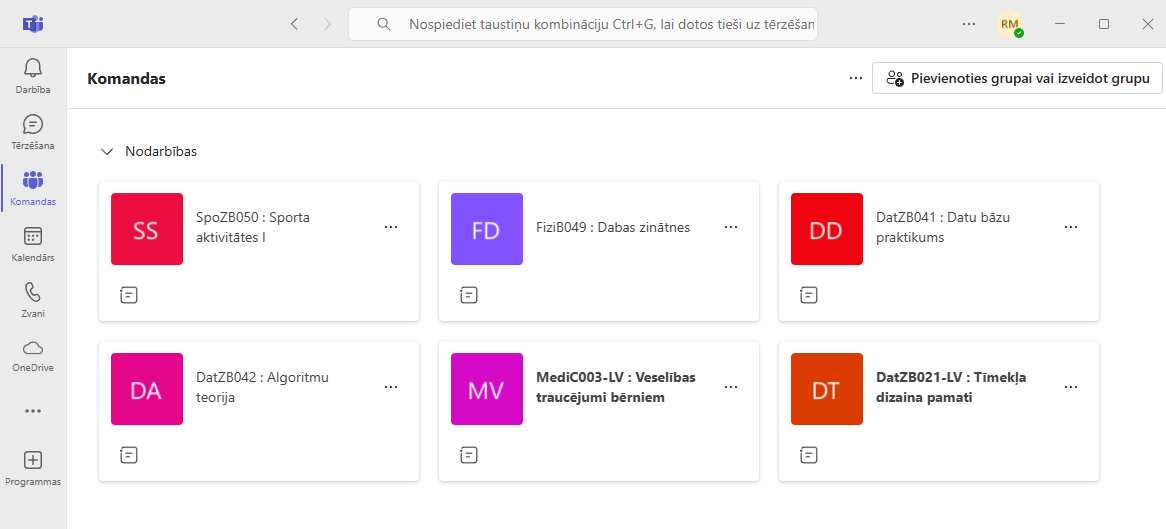 Nospiediet taustiņu kombināciju Ctrl+G, lai dotos tieši uz tērzēšan
RM
Darbība
Tērzēšana
Komandas
Kalendārs
Zvani
OneDrive
Programmas
Komandas
Pievienoties grupai vai izveidot grupu
Nodarbības
SS
SpoZB050 : Sporta
aktivitātes I
FD
FiziB049 : Dabas zinātnes
DD
DatZB041 : Datu bāzu
praktikums
DA
DatZB042 : Algoritmu
teorija
MV
MediC003-LV : Veselības
traucējumi bērniem
DT
DatZB021-LV : Tīmekļa
dizaina pamati